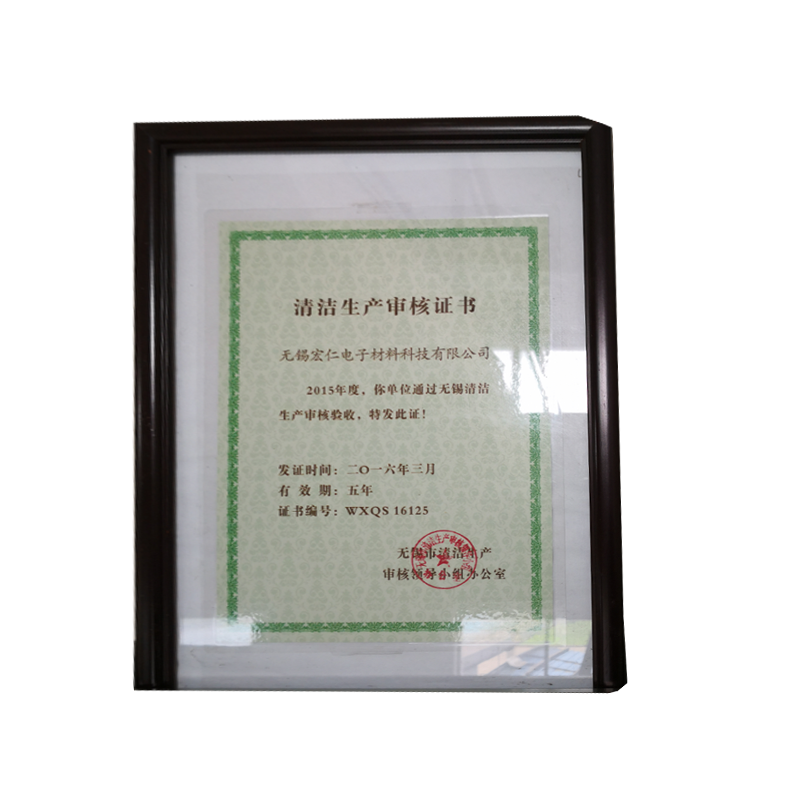 清洁生产审核证书
无锡宏仁电子材料科技有限公司
2015年度，你单位通过无锡清洁
生产审核验收，特发此证！
发证时间：二〇一六年三月
有 效 期：五年
证书编号：WXQS 16125
无锡市清洁生产
审核领导小组办公室